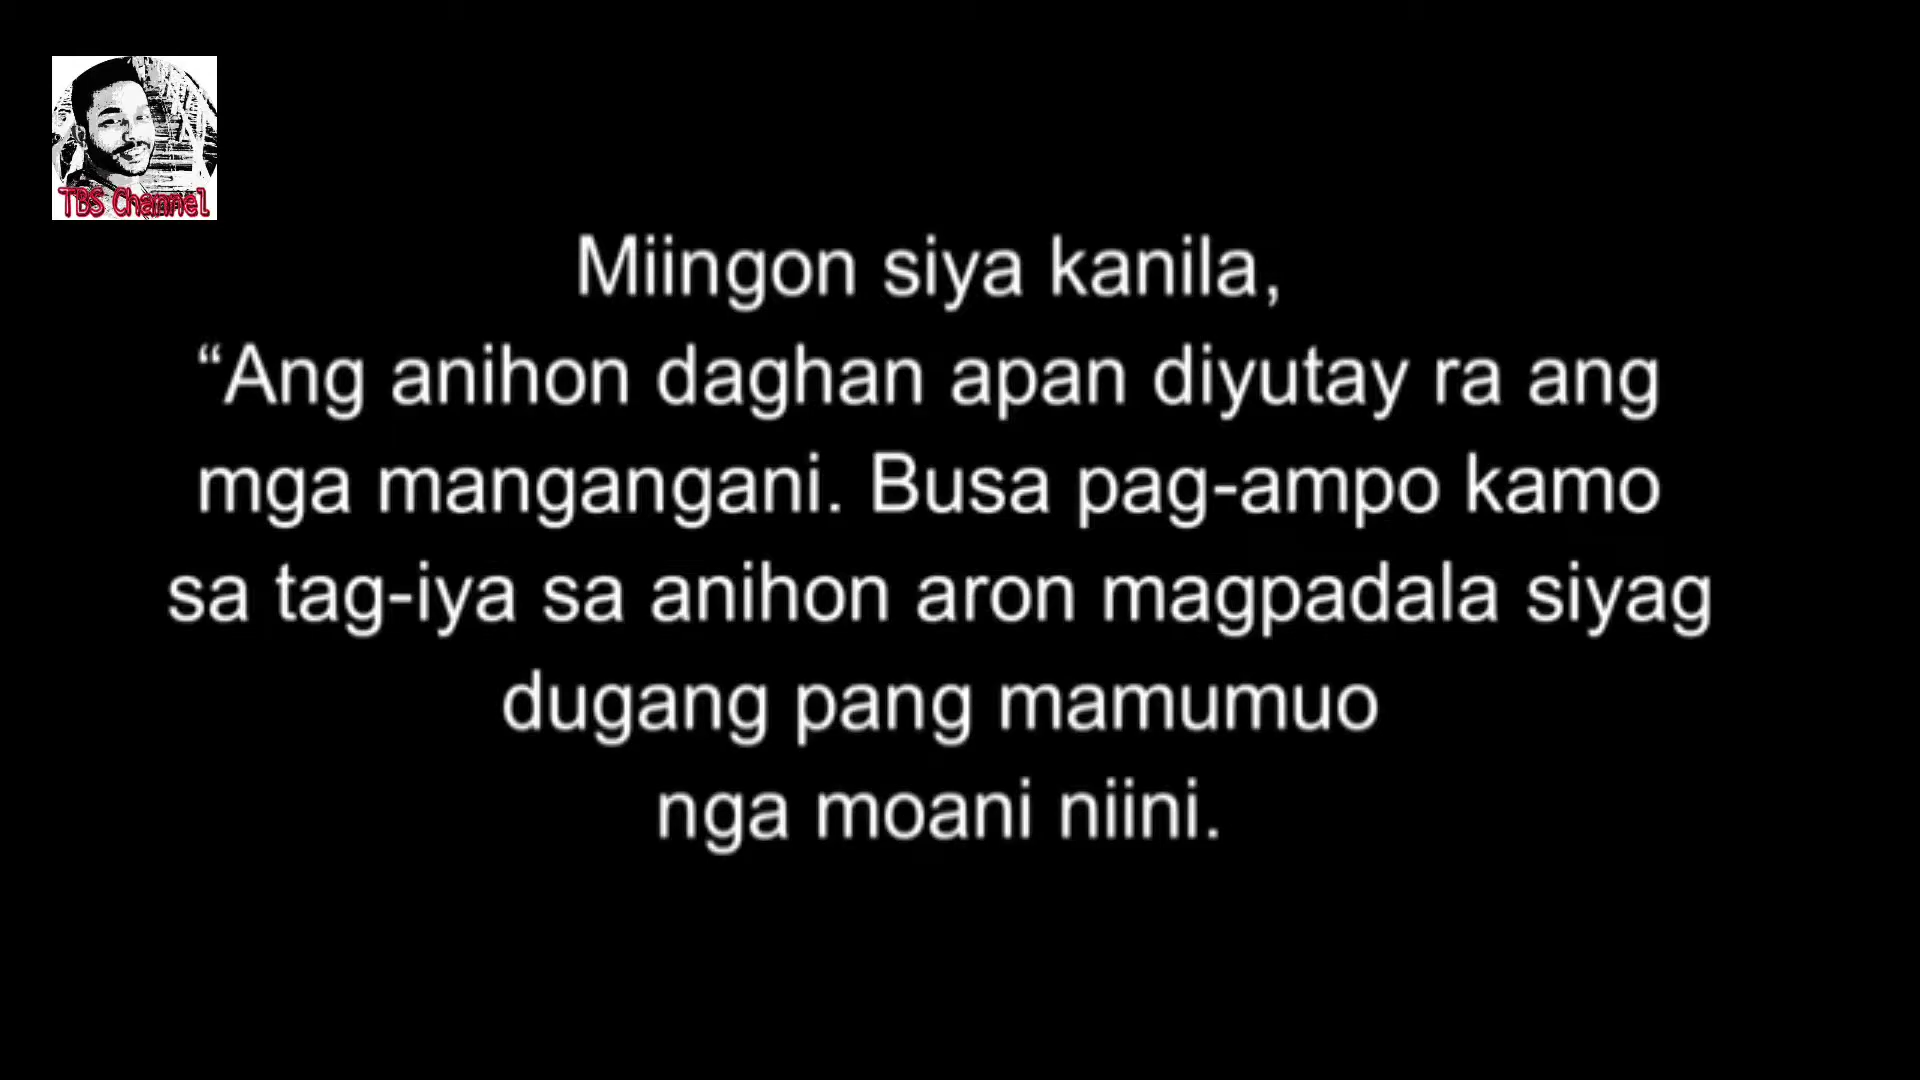 TBS Channel
Miingon siya kanila,
“Ang anihon daghan apan diyutay ra ang
mga mangangani. Busa pag-ampo kamo
sa tag-iya sa anihon aron magpadala siyag
dugang pang mamumuo
nga moani niini.